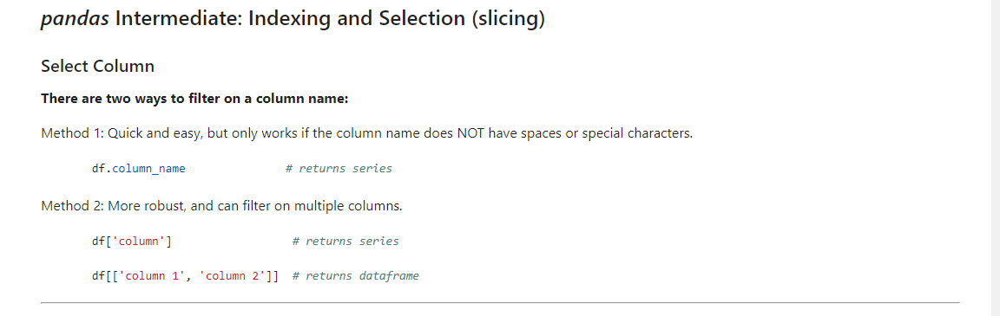 pandas Intermediate: Indexing and Selection (slicing)
Select Column
There are two ways to filter on a column name:
Method 1: Quick and easy, but only works if the column name does NOT have spaces or special characters.
df.column_name # returns series
Method 2: More robust, and can filter on multiple columns.
df['column'] # returns series
df[['column 1', 'column 2']] # returns dataframe